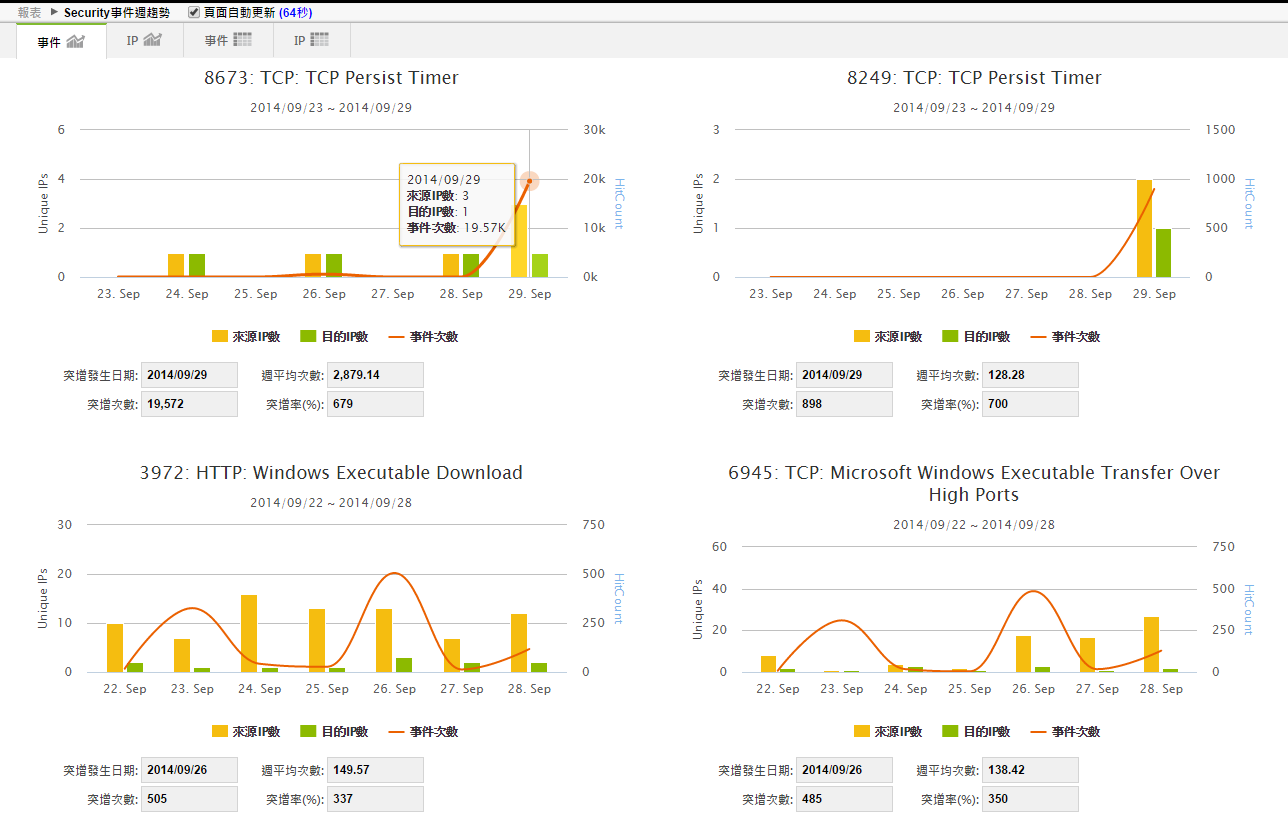 報表 ▶ Security事件週趨勢 頁面自動更新 (64秒)
事件 IP 事件 IP
8673: TCP: TCP Persist Timer
2014/09/23 ~ 2014/09/29
6 30k
4 20k
2 10k
0 0k
Unique IPs
HitCount
2014/09/29
來源IP數: 3
目的IP數: 1
事件次數: 19.57K
23. Sep 24. Sep 25. Sep 26. Sep 27. Sep 28. Sep 29. Sep
來源IP數 目的IP數 事件次數
突增發生日期: 2014/09/29 週平均次數: 2,879.14
突增次數: 19,572 突增率(%): 679
8249: TCP: TCP Persist Timer
2014/09/23 ~ 2014/09/29
3 1500
2 1000
1 500
0 0
Unique IPs
HitCount
23. Sep 24. Sep 25. Sep 26. Sep 27. Sep 28. Sep 29. Sep
來源IP數 目的IP數 事件次數
突增發生日期: 2014/09/29 週平均次數: 128.28
突增次數: 898 突增率(%): 700
3972: HTTP: Windows Executable Download
2014/09/22 ~ 2014/09/28
30 750
20 500
10 250
0 0
Unique IPs
HitCount
22. Sep 23. Sep 24. Sep 25. Sep 26. Sep 27. Sep 28. Sep
來源IP數 目的IP數 事件次數
突增發生日期: 2014/09/26 週平均次數: 149.57
突增次數: 505 突增率(%): 337
6945: TCP: Microsoft Windows Executable Transfer Over
High Ports
2014/09/22 ~ 2014/09/28
60 750
40 500
20 250
0 0
Unique IPs
HitCount
22. Sep 23. Sep 24. Sep 25. Sep 26. Sep 27. Sep 28. Sep
來源IP數 目的IP數 事件次數
突增發生日期: 2014/09/26 週平均次數: 138.42
突增次數: 485 突增率(%): 350